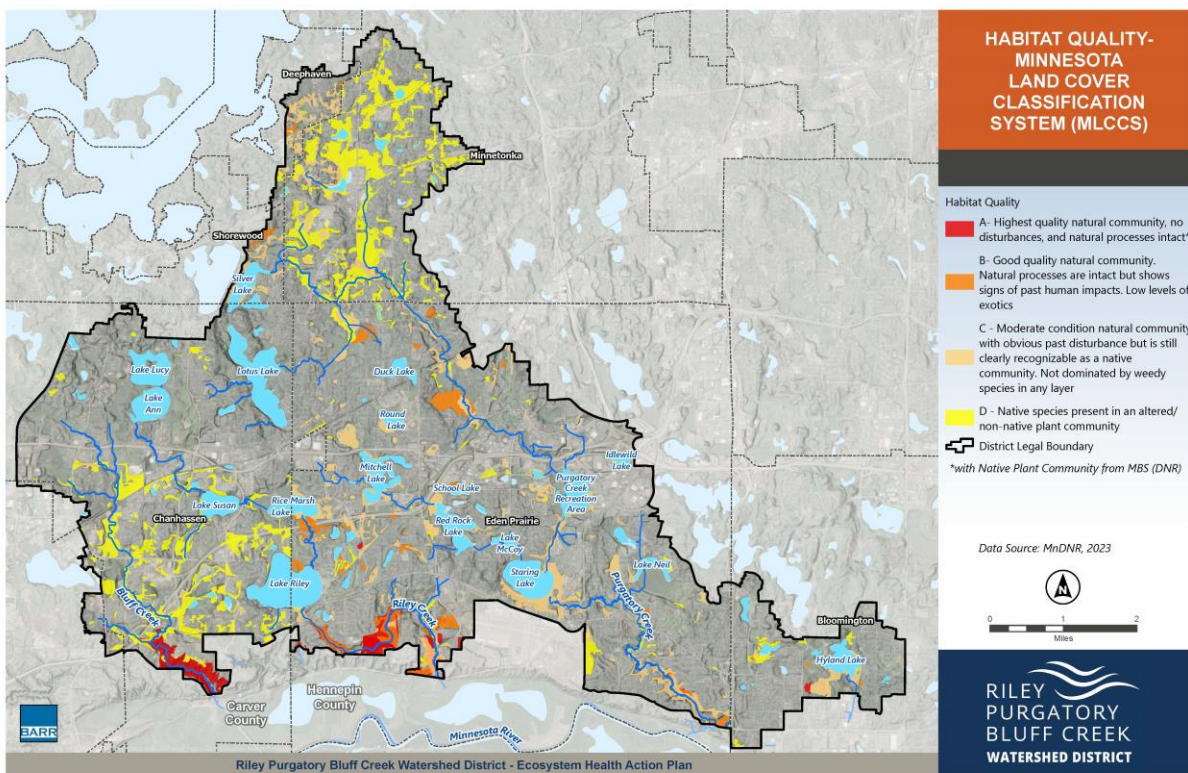 HABITAT QUALITY-
MINNESOTA
LAND COVER
CLASSIFICATION
SYSTEM (MLCCS)
Habitat Quality
A- Highest quality natural community, no
disturbances, and natural processes intact*
B- Good quality natural community.
Natural processes are intact but shows
signs of past human impacts. Low levels of
exotics
C - Moderate condition natural community
with obvious past disturbance but is still
clearly recognizable as a native
community. Not dominated by weedy
species in any layer
D - Native species present in an altered/
non-native plant community
District Legal Boundary
*with Native Plant Community from MBS (DNR)
Data Source: MnDNR, 2023
N
0 1 2
Miles
RILEY
PURGATORY
BLUFF CREEK
WATERSHED DISTRICT
Deephaven
Minnetonka
Shorewood
Silver
Lake
Lake Lucy
Lotus Lake
Duck Lake
Lake
Ann
Round
Lake
Idlewild
Lake
Mitchell
Lake
Purgatory
Creek
Recreation
Area
School Lake
Lake Susan
Rice Marsh
Lake
Chanhassen
Red Rock
Lake
Eden Prairie
Lake
McCoy
Lake Riley
Staring
Lake
Lake Neil
Bluff Creek
Riley Creek
Purgatory Creek
Bloomington
Hyland Lake
Carver
County
Hennepin
County
Minnesota River
BARR
Riley Purgatory Bluff Creek Watershed District - Ecosystem Health Action Plan